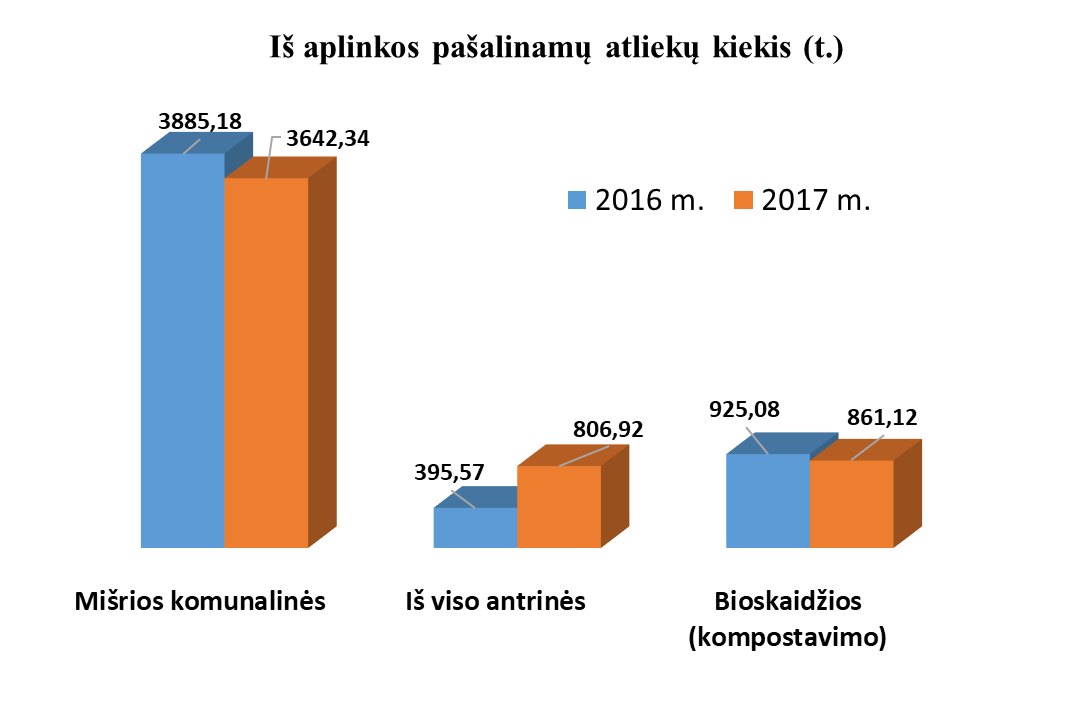 Iš aplinkos pašalinamų atliekų kiekis (t.)
3885,18
3642,34
2016 m.
2017 m.
925,08
861,12
806,92
395,57
Mišrios komunalinės
Iš viso antrinės
Bioskaidžios
(kompostavimo)